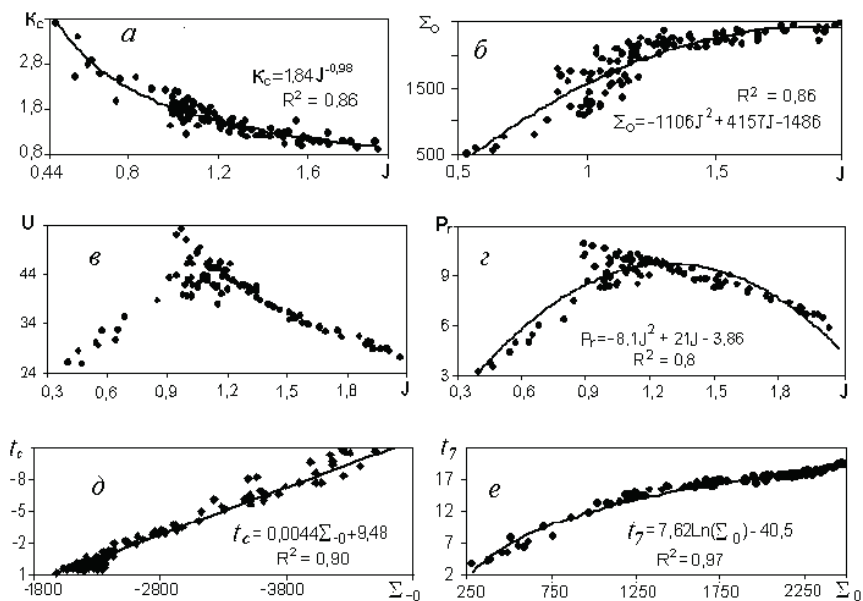 Kc
а
2,8
1,8
0,8
Kc=1,84 J-0,98
R2 = 0,86
0,44 0,8 1,2 1,6 J
ΣO
б
1500
500
R2 = 0,86
ΣO=-1106J2+4157J-1486
0,5 1 1,5 J
U
в
44
34
24
0,3 0,6 0,9 1,2 1,5 1,8 J
Pr
г
9
6
3
Pr=-8,1J2 + 21J - 3,86
R2 = 0,8
0,3 0,6 0,9 1,2 1,5 1,8 J
tc
д
-8
-5
-2
1
tc = 0,0044Σ-0+9,48
R2 = 0,90
-1800 -2800 -3800 Σ-0
t7
е
17
12
7
2
t7=7,62Ln(Σ0) - 40,5
R2 = 0,97
250 750 1250 1750 2250 Σ0